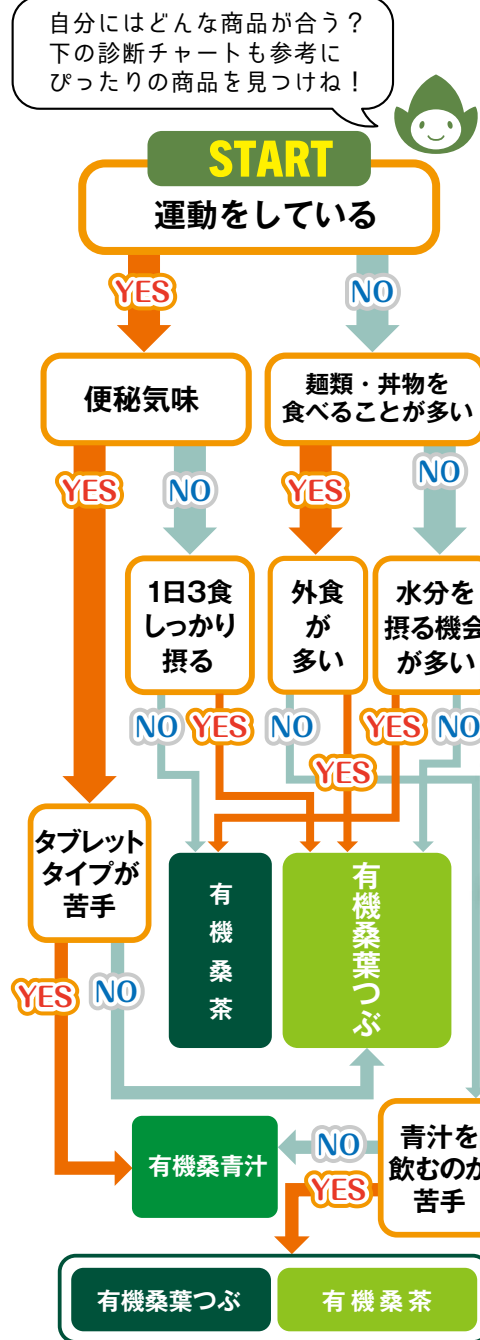 自分にはどんな商品が合う？
下の診断チャートも参考に
ぴったりの商品を見つけね！
START
運動をしている
YES
NO
便秘気味
麺類・丼物を
食べることが多い
YES
NO
YES
NO
1日3食
しっかり
摂る
外食
が
多い
水分を
摂る機会
が多い
NO
YES
NO
YES
YES
NO
タブレット
タイプが
苦手
有機桑茶
有機桑葉つぶ
YES
NO
有機桑青汁
NO
YES
青汁を
飲むのが
苦手
有機桑葉つぶ
有機桑茶